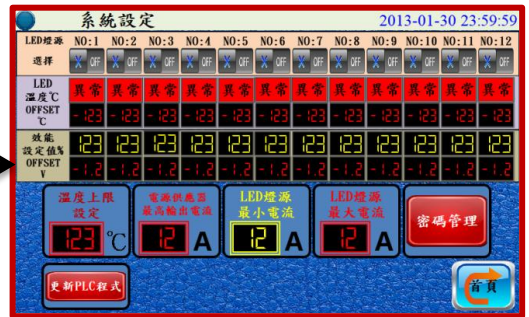 系統設定 2013-01-30 23:59:59
LED燈源 NO:1 NO:2 NO:3 NO:4 NO:5 NO:6 NO:7 NO:8 NO:9 NO:10 NO:11 NO:12
選擇 X OFF X OFF X OFF X OFF X OFF X OFF X OFF X OFF X OFF X OFF X OFF X OFF
LED
溫度℃ 異常 異常 異常 異常 異常 異常 異常 異常 異常 異常 異常 異常
OFFSET
℃ -123 -123 -123 -123 -123 -123 -123 -123 -123 -123 -123 -123
效能
設定值% 123 123 123 123 123 123 123 123 123 123 123 123
OFFSET
V -1.2 -1.2 -1.2 -1.2 -1.2 -1.2 -1.2 -1.2 -1.2 -1.2 -1.2 -1.2
溫度上限
設定
123 ℃
電源供應器
最高輸出電流
12 A
LED燈源
最小電流
12 A
LED燈源
最大電流
12 A
密碼管理
更新PLC程式
首頁